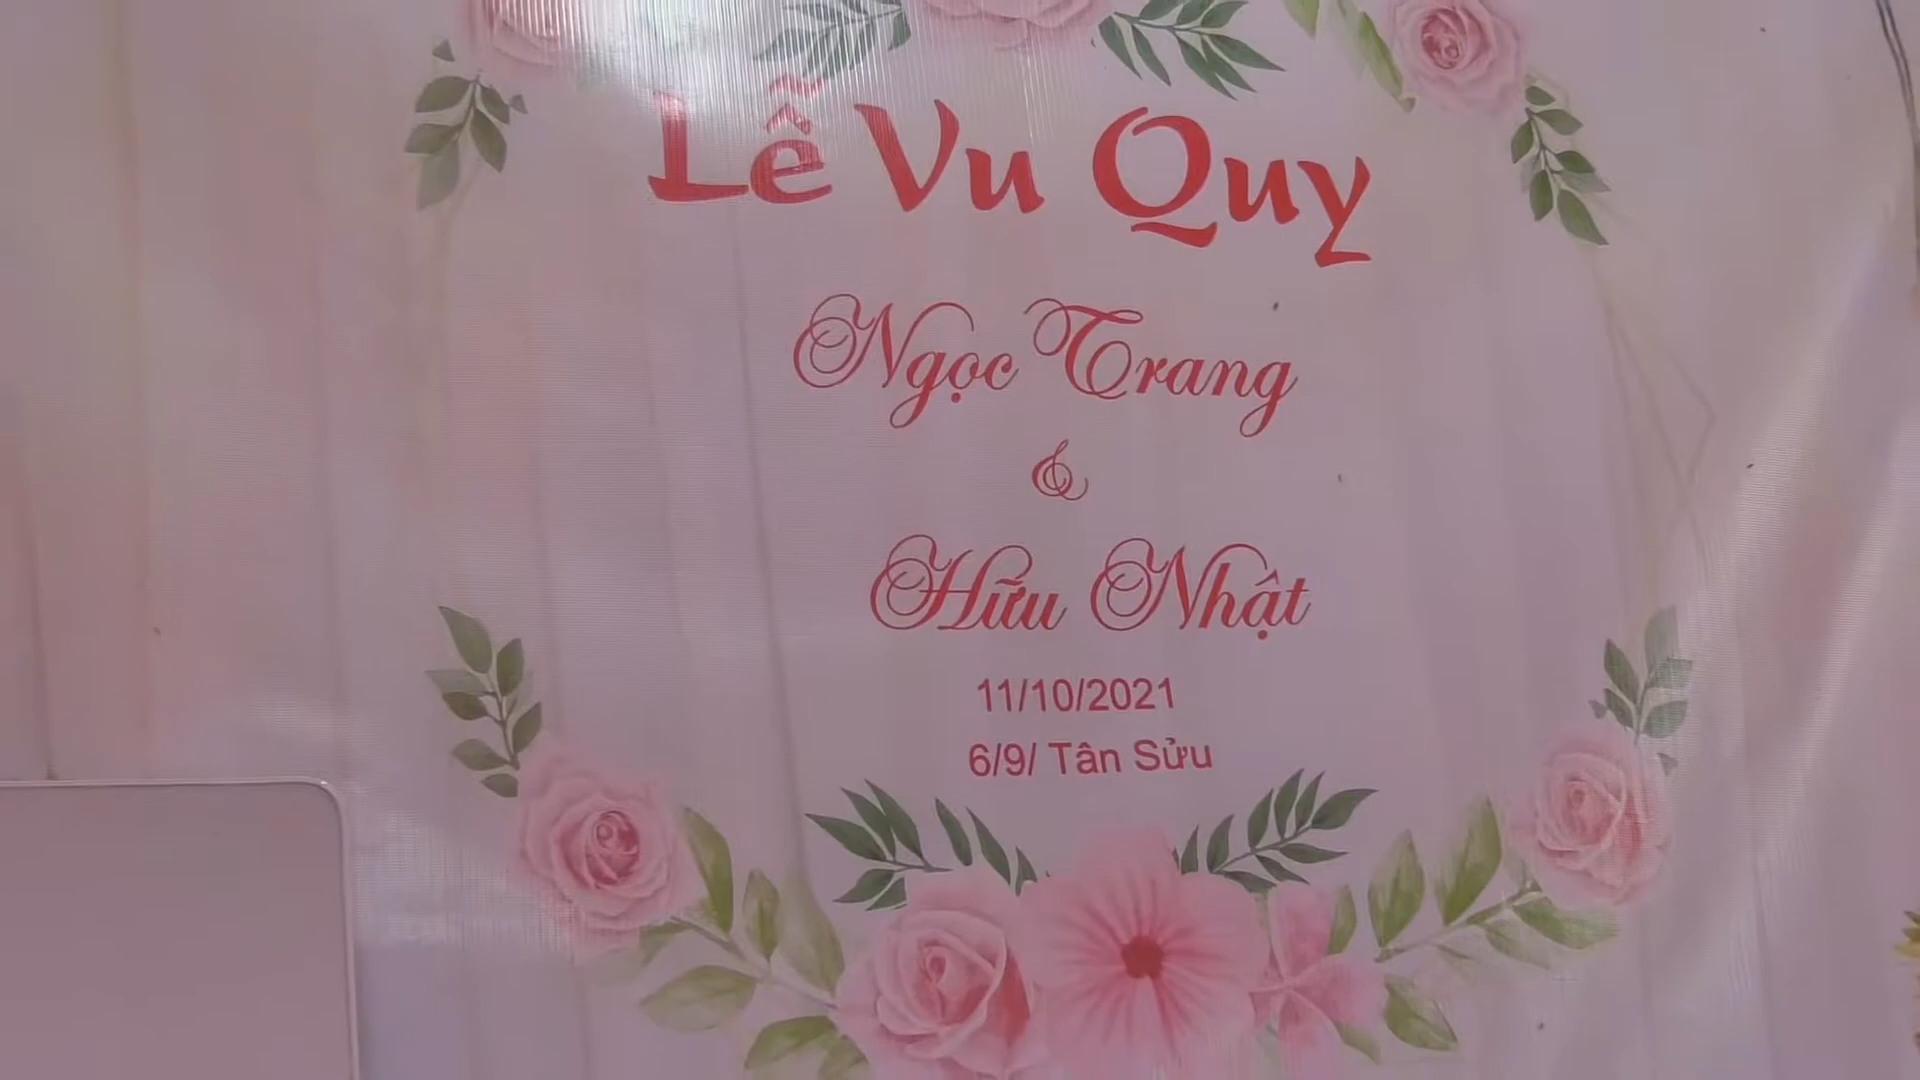 Lễ Vu Quy
Ngọc Trang
&
Hữu Nhật
11/10/2021
6/9/ Tân Sửu